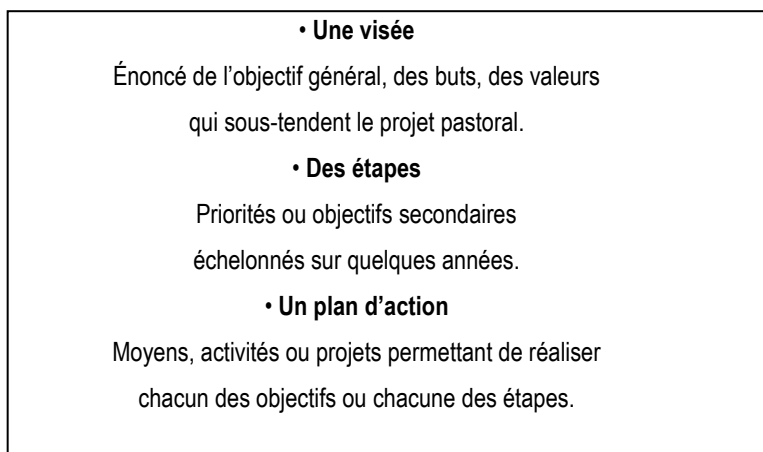 • Une visée
Énoncé de l’objectif général, des buts, des valeurs
qui sous-tendent le projet pastoral.
• Des étapes
Priorités ou objectifs secondaires
échelonnés sur quelques années.
• Un plan d’action
Moyens, activités ou projets permettant de réaliser
chacun des objectifs ou chacune des étapes.